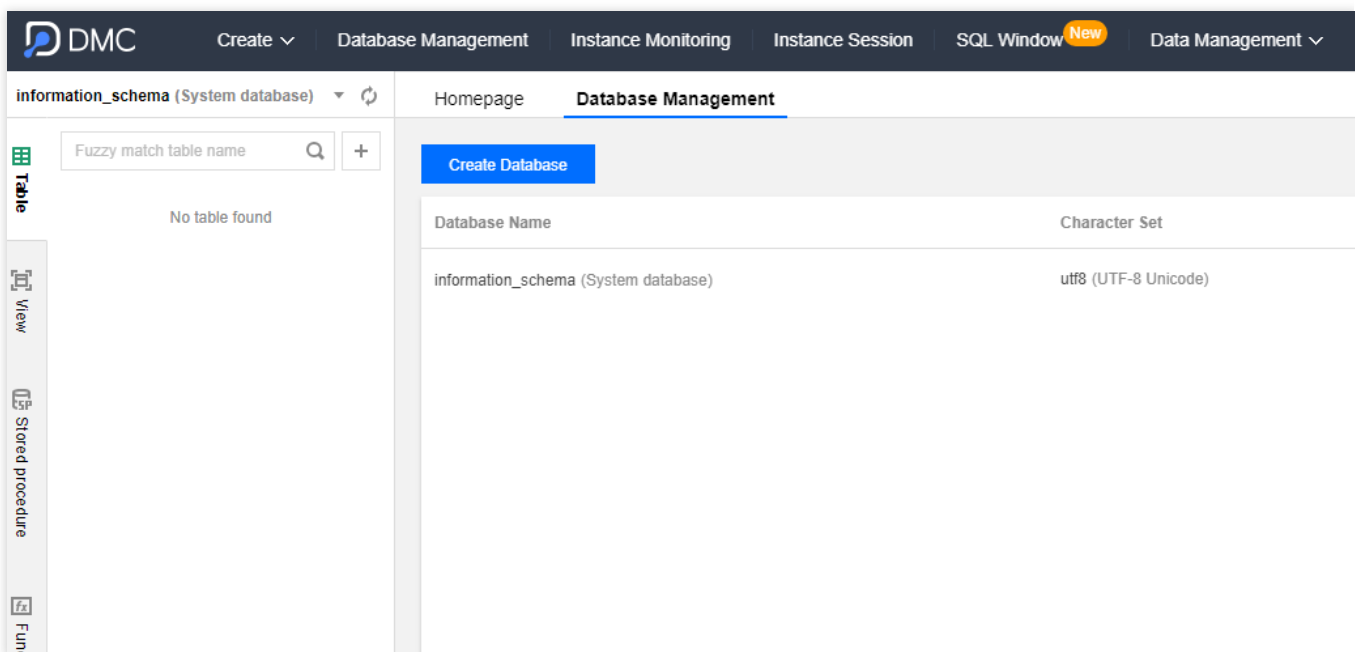 DMC Create Database Management Instance Monitoring Instance Session SQL Window New Data Management
information_schema (System database)
Homepage Database Management
Table
Fuzzy match table name
+
No table found
Create Database
Database Name Character Set
information_schema (System database) utf8 (UTF-8 Unicode)
View
SP Stored procedure
fx